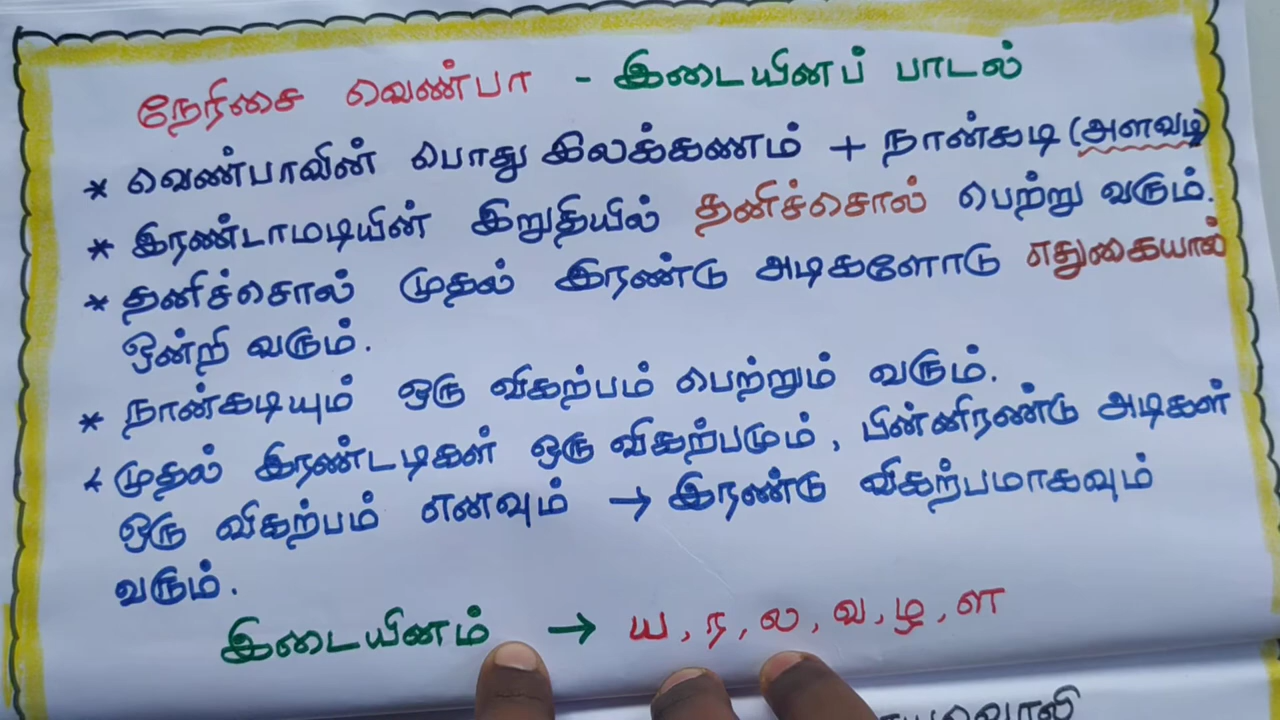 நேரிசை வெண்பா - இடையினப் பாடல்
* வெண்பாவின் பொது இலக்கணம் + நான்கடி (அளவடி)
* இரண்டாமடியின் இறுதியில் தனிச்சொல் பெற்று வரும்.
* தனிச்சொல் முதல் இரண்டு அடிகளோடு எதுகையால்
ஒன்றி வரும்.
* நான்கடியும் ஒரு விகற்பம் பெற்றும் வரும்.
* முதல் இரண்டடிகள் ஒரு விகற்பமும், பின்னிரண்டு அடிகள்
ஒரு விகற்பம் எனவும் → இரண்டு விகற்பமாகவும்
வரும்.
இடையினம் → ய, ர, ல, வ, ழ, ள